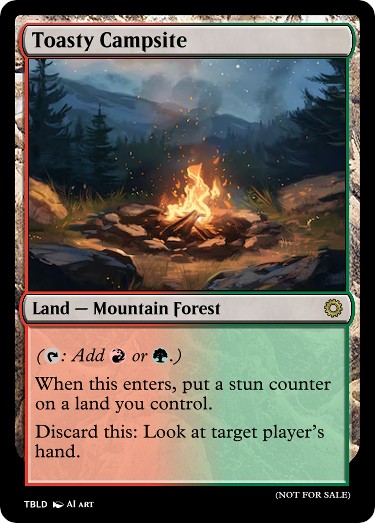 Toasty Campsite
Land — Mountain Forest
(: Add or .)
When this enters, put a stun counter
on a land you control.
Discard this: Look at target player's
hand.
(NOT FOR SALE)
TBLD AI ART